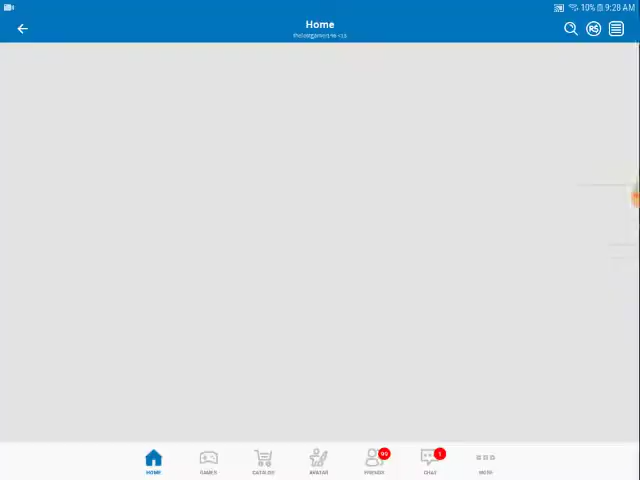 10% 9:28 AM
Home
R$
HOME
GAMES
CATALOG
AVATAR
FRIENDS
99
CHAT
1
MORE